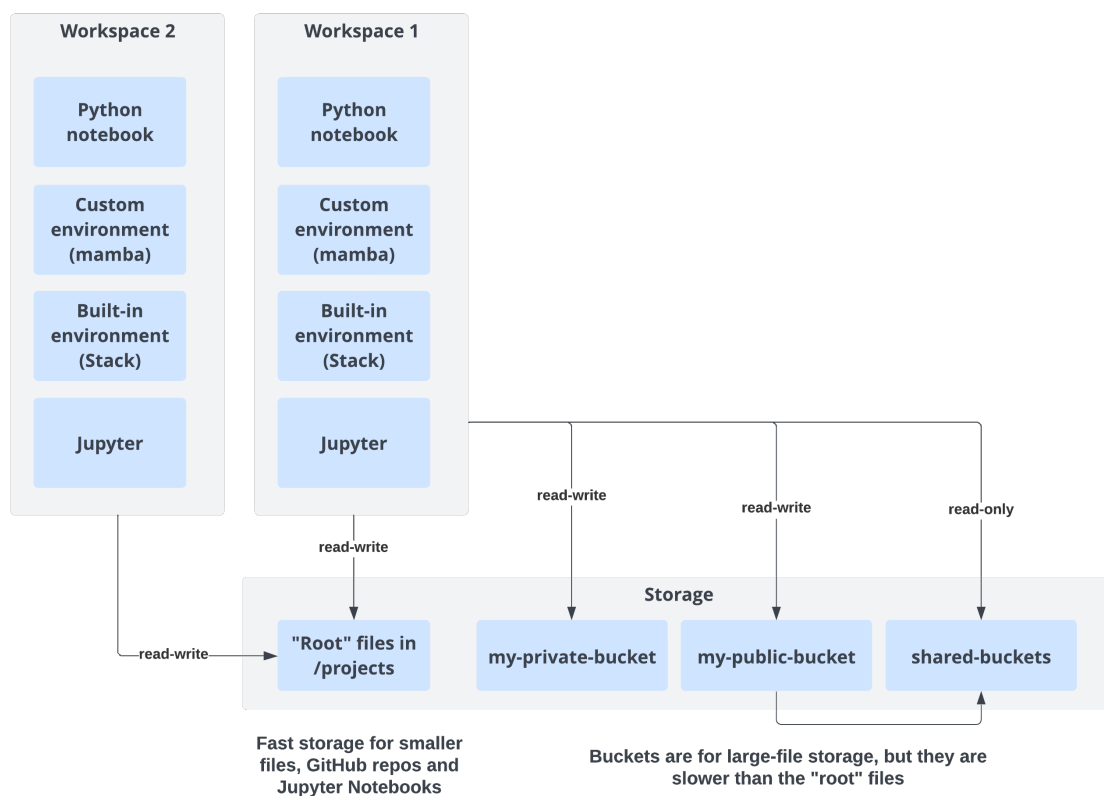 Workspace 2
Python
notebook
Custom
environment
(mamba)
Built-in
environment
(Stack)
Jupyter
Workspace 1
Python
notebook
Custom
environment
(mamba)
Built-in
environment
(Stack)
Jupyter
read-write
read-write
read-write
read-write
read-only
Storage
"Root" files in
/projects
my-private-bucket
my-public-bucket
shared-buckets
Fast storage for smaller
files, GitHub repos and
Jupyter Notebooks
Buckets are for large-file storage, but they are
slower than the "root" files